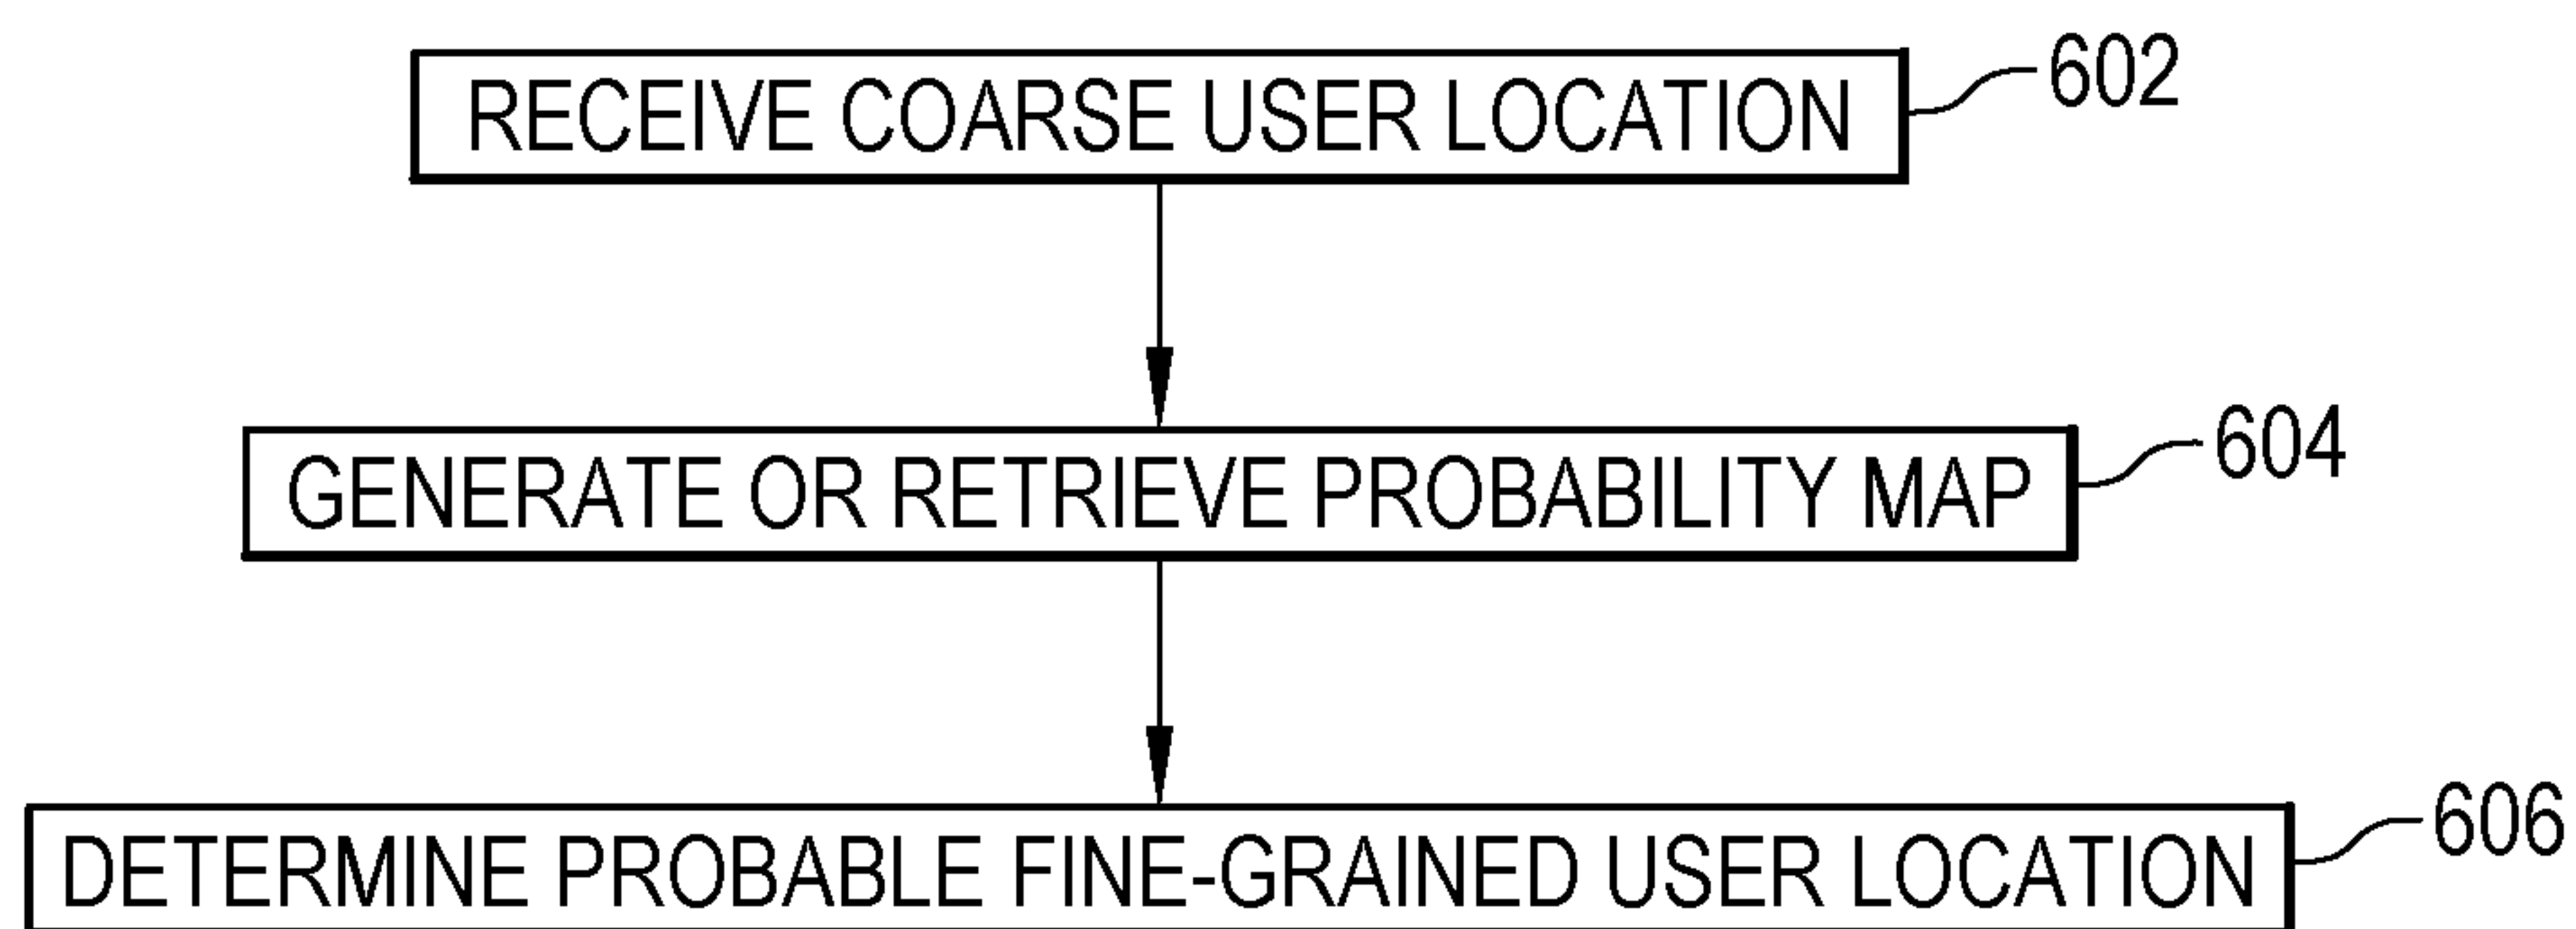 RECEIVE COARSE USER LOCATION 602
GENERATE OR RETRIEVE PROBABILITY MAP 604
DETERMINE PROBABLE FINE-GRAINED USER LOCATION 606